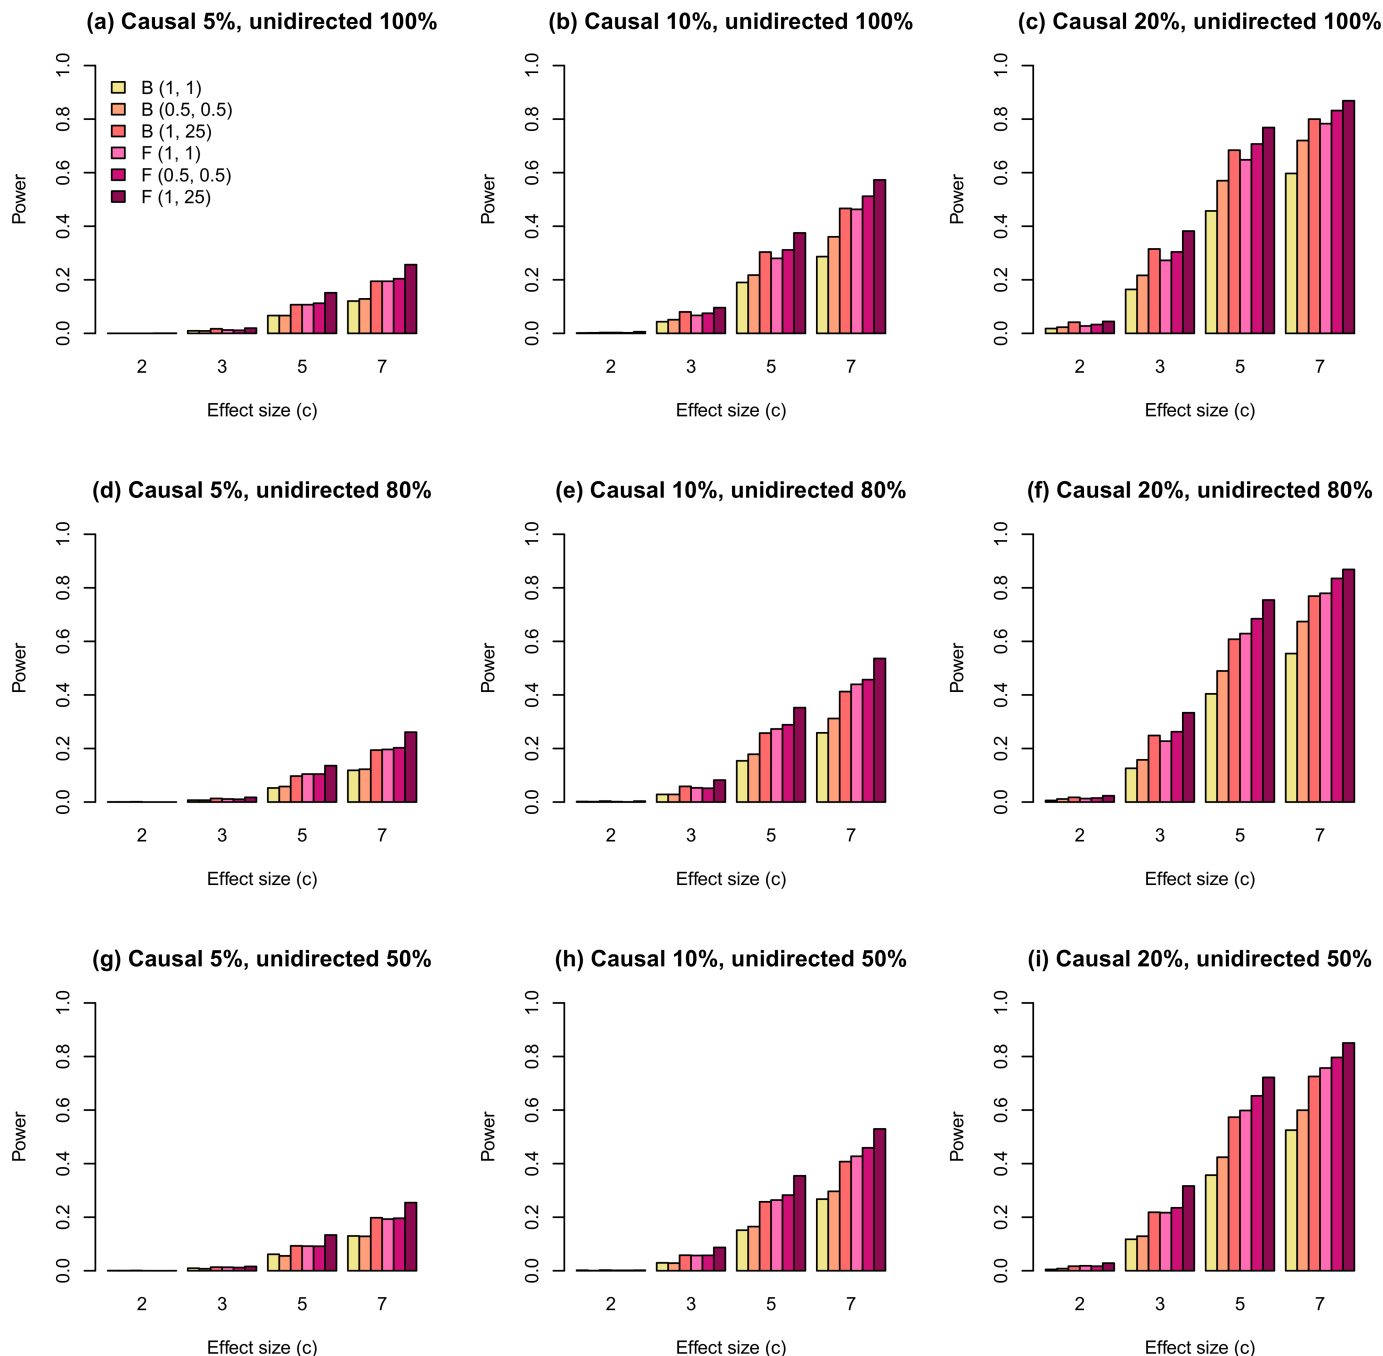 (a) Causal 5%, unidirected 100%
(b) Causal 10%, unidirected 100%
(c) Causal 20%, unidirected 100%
Power
0.0 0.2 0.4 0.6 0.8 1.0
B (1, 1)
B (0.5, 0.5)
B (1, 25)
F (1, 1)
F (0.5, 0.5)
F (1, 25)
2 3 5 7
Effect size (c)
Power
0.0 0.2 0.4 0.6 0.8 1.0
2 3 5 7
Effect size (c)
Power
0.0 0.2 0.4 0.6 0.8 1.0
2 3 5 7
Effect size (c)
(d) Causal 5%, unidirected 80%
(e) Causal 10%, unidirected 80%
(f) Causal 20%, unidirected 80%
Power
0.0 0.2 0.4 0.6 0.8 1.0
2 3 5 7
Effect size (c)
Power
0.0 0.2 0.4 0.6 0.8 1.0
2 3 5 7
Effect size (c)
Power
0.0 0.2 0.4 0.6 0.8 1.0
2 3 5 7
Effect size (c)
(g) Causal 5%, unidirected 50%
(h) Causal 10%, unidirected 50%
(i) Causal 20%, unidirected 50%
Power
0.0 0.2 0.4 0.6 0.8 1.0
2 3 5 7
Effect size (c)
Power
0.0 0.2 0.4 0.6 0.8 1.0
2 3 5 7
Effect size (c)
Power
0.0 0.2 0.4 0.6 0.8 1.0
2 3 5 7
Effect size (c)